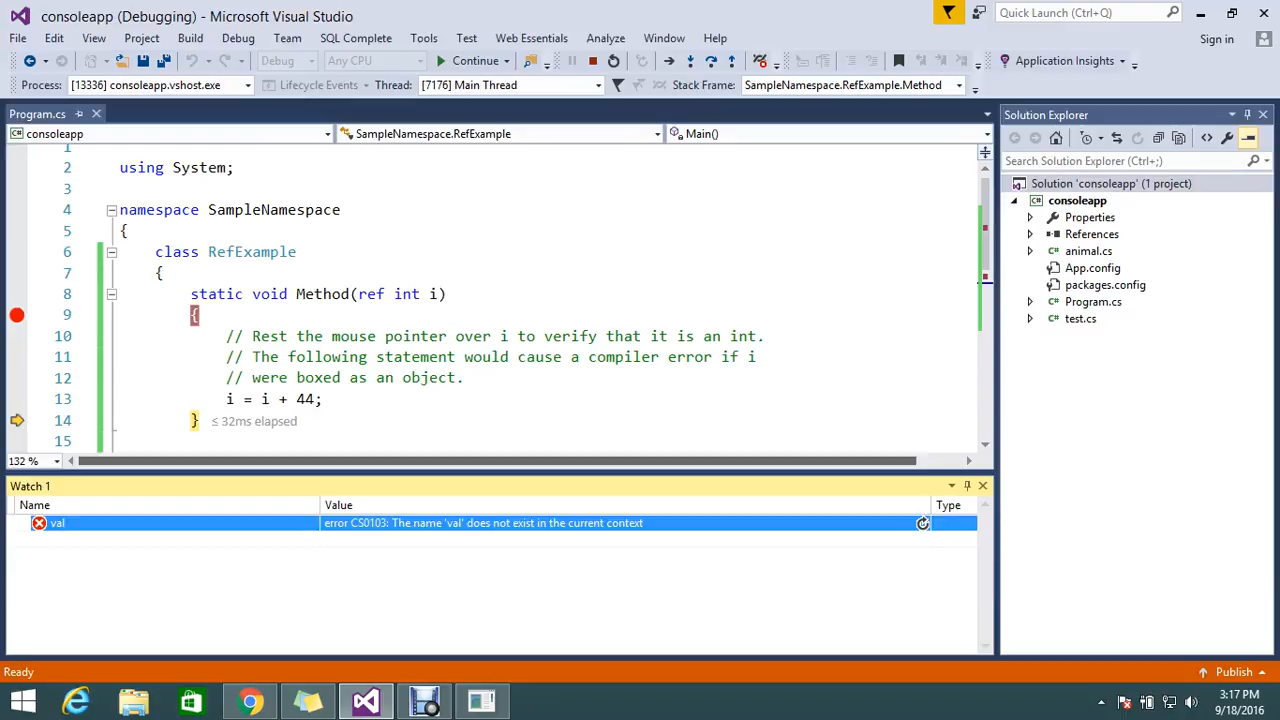 consoleapp (Debugging) - Microsoft Visual Studio
Quick Launch (Ctrl+Q)
File Edit View Project Build Debug Team SQL Complete Tools Test Web Essentials Analyze Window Help
Sign in
Debug Any CPU Continue Application Insights
Process: [13336] consoleapp.vshost.exe Lifecycle Events Thread: [7176] Main Thread Stack Frame: SampleNamespace.RefExample.Method
Program.cs
consoleapp SampleNamespace.RefExample Main()
1
2 using System;
3
4 namespace SampleNamespace
5 {
6 class RefExample
7 {
8 static void Method(ref int i)
9 {
10 // Rest the mouse pointer over i to verify that it is an int.
11 // The following statement would cause a compiler error if i
12 // were boxed as an object.
13 i = i + 44;
14 } ≤ 32ms elapsed
15
132 %
Solution Explorer
Search Solution Explorer (Ctrl+;)
Solution 'consoleapp' (1 project)
consoleapp
Properties
References
C# animal.cs
App.config
packages.config
C# Program.cs
C# test.cs
Watch 1
Name Value Type
val error CS0103: The name 'val' does not exist in the current context
Ready
Publish
3:17 PM
9/18/2016